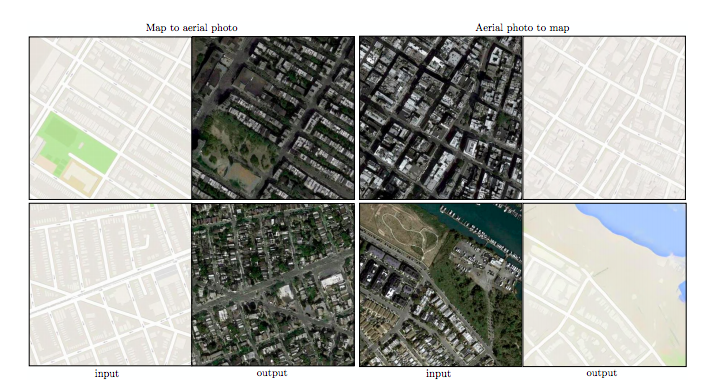 Map to aerial photo
Aerial photo to map
input
output
input
output